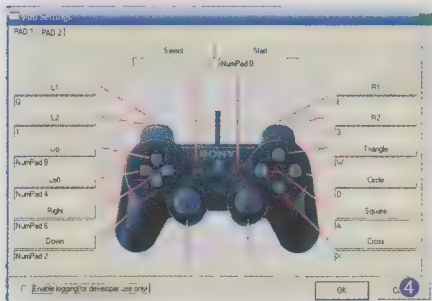 Pad Settings
PAD 1 PAD 2
Select Start
NumPad 0
L1 R1
Q
L2 R2
1 3
Up Triangle
NumPad 8 W
Left Circle
NumPad 4 D
Right Square
NumPad 6 A
Down Cross
NumPad 2 X
SONY
Enable logging(for developer use only)
OK
4